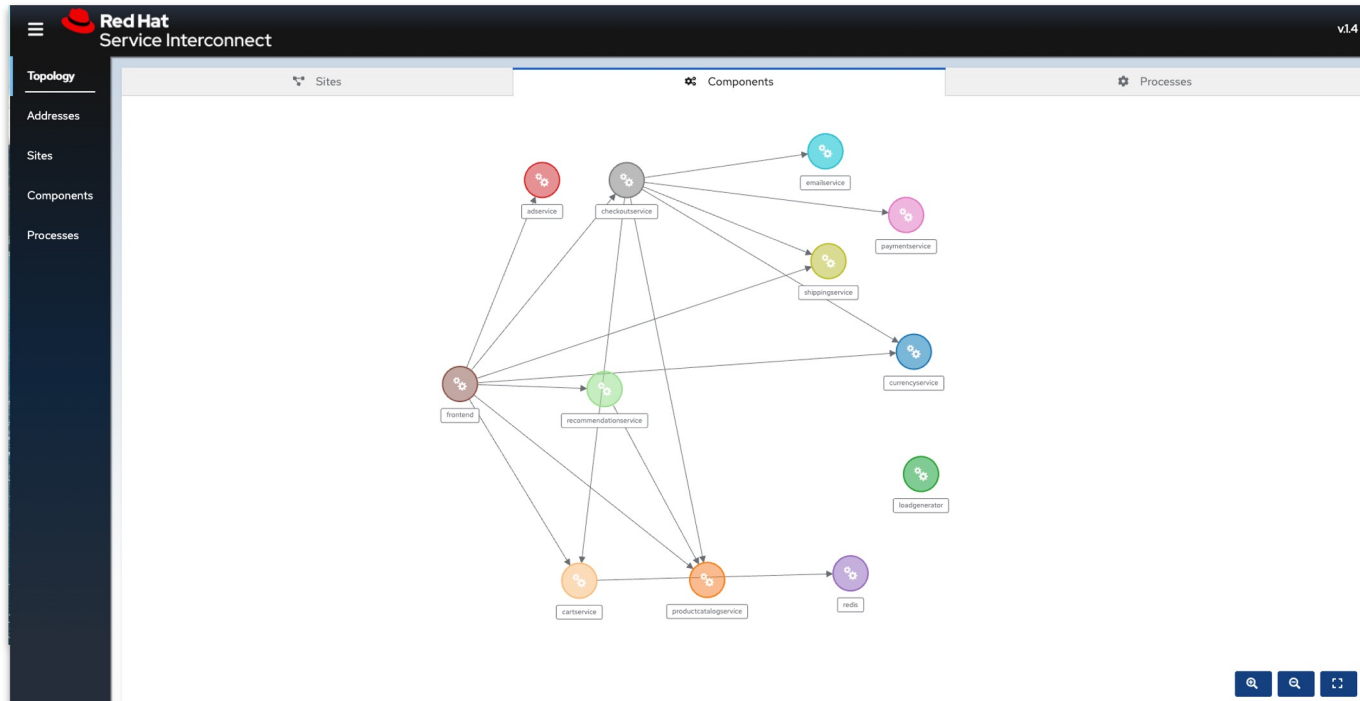 Red Hat
Service Interconnect
v.1.4
Topology
Addresses
Sites
Components
Processes
Sites
Components
Processes
emailservice
adservice
checkoutservice
paymentservice
shippingservice
currencyservice
frontend
recommendationservice
loadgenerator
redis
cartservice
productcatalogservice